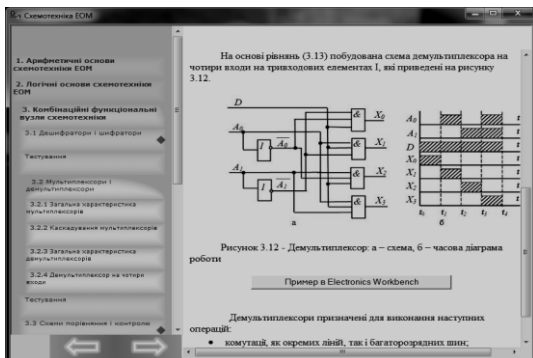 Схемотехніка ЕОМ
1. Арифметичні основи
схемотехніки ЕОМ
2. Логічні основи схемотехніки
ЕОМ
3. Комбінаційні функціональні
вузли схемотехніки
3.1 Дешифратори і шифратори
Тестування
3.2 Мультиплексори і
демультиплексори
3.2.1 Загальна характеристика
мультиплексорів
3.2.2 Каскадування мультиплексорів
3.2.3 Загальна характеристика
демультиплексорів
3.2.4 Демультиплексор на чотири
входи
Тестування
3.3 Схеми порівняння і контролю
На основі рівнянь (3.13) побудована схема демультиплексора на
чотири входи на тривходових елементах І, які приведені на рисунку
3.12.
D
A0
A1
1
A0
1
A1
&
X0
&
X1
&
X2
&
X3
а
A0
t
A1
t
D
t
X0
t
X1
t
X2
t
X3
t
t0 t1 t2 t3 t4
б
Рисунок 3.12 - Демультиплексор: а – схема, б – часова діаграма
роботи
Пример в Electronics Workbench
Демультиплексори призначені для виконання наступних
операцій:
• комутації, як окремих ліній, так і багаторозрядних шин;